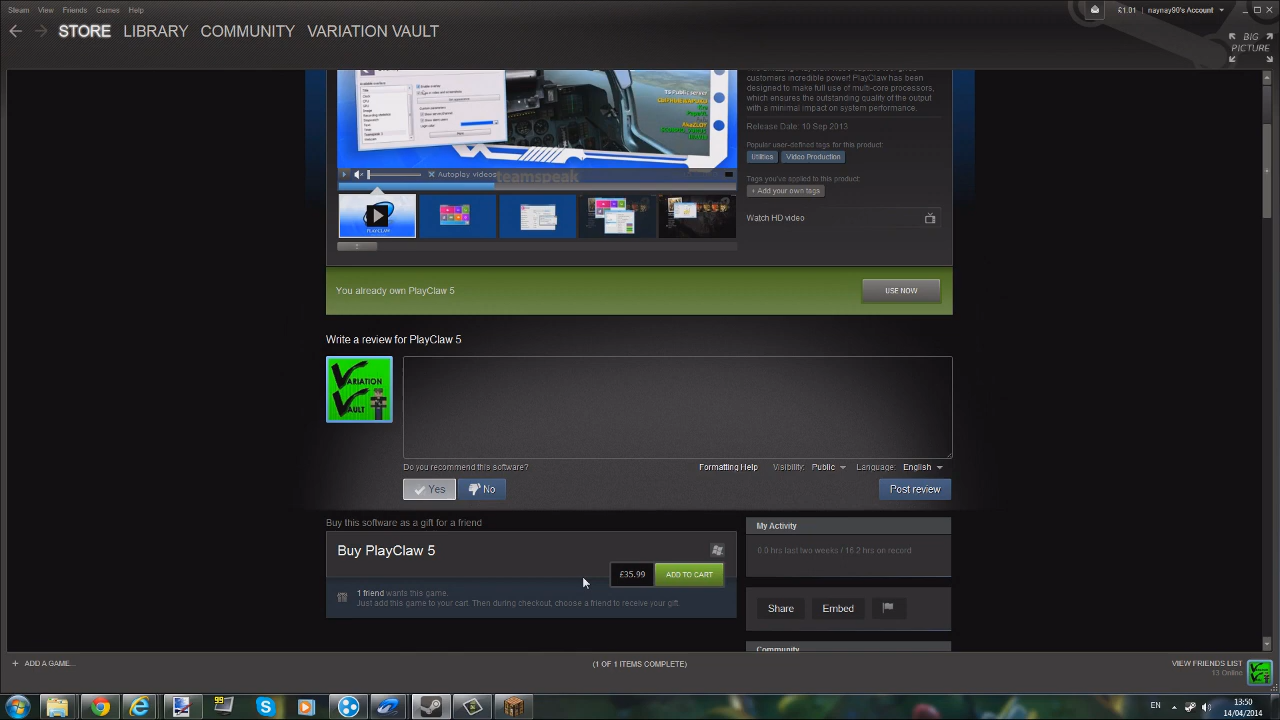 Steam View Friends Games Help
£1.01 naynay90's Account
STORE LIBRARY COMMUNITY VARIATION VAULT
BIG
PICTURE
customers incredible power! PlayClaw has been
designed to make full use of multi-core processors,
which ensures the outstanding quality of the output
with a minimal impact on system performance.
TS Public server
Release Date: 3rd Sep 2013
Popular user-defined tags for this product:
Utilities Video Production
Autoplay videos
teamspeak
Tags you've applied to this product:
+ Add your own tags
Watch HD video
PLAYCLAW
You already own PlayClaw 5
USE NOW
Write a review for PlayClaw 5
VARIATION
VAULT
Do you recommend this software?
Formatting Help Visibility: Public Language: English
Yes No Post review
Buy this software as a gift for a friend
Buy PlayClaw 5
£35.99 ADD TO CART
1 friend wants this game.
Just add this game to your cart. Then during checkout, choose a friend to receive your gift.
My Activity
0.0 hrs last two weeks / 16.2 hrs on record
Share Embed
Community
+ ADD A GAME...
(1 OF 1 ITEMS COMPLETE)
VIEW FRIENDS LIST
13 Online
99
EN
13:50
14/04/2014